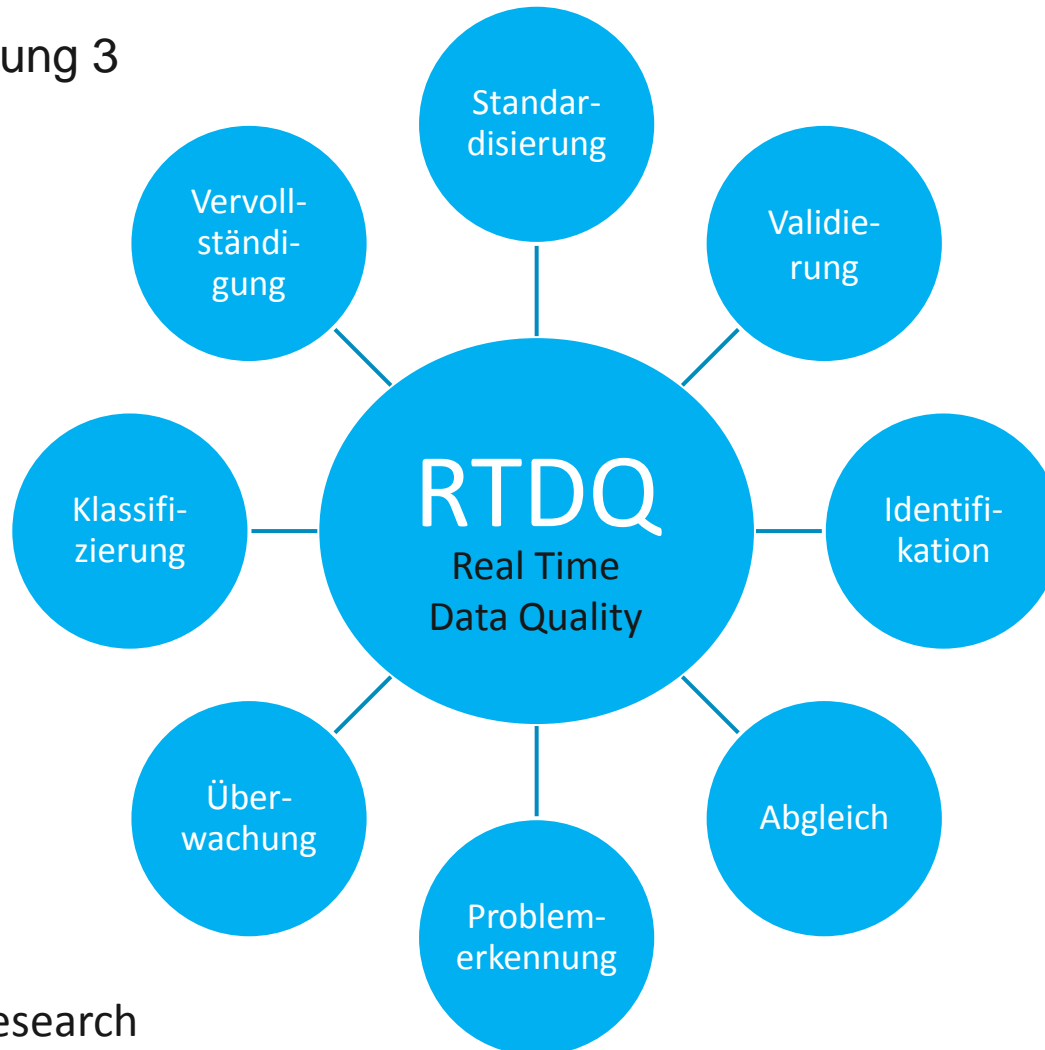 ung 3
Standar-
disierung
Vervoll-
ständi-
gung
Validie-
rung
Klassifi-
zierung
RTDQ
Real Time
Data Quality
Identifi-
kation
Über-
wachung
Abgleich
Problem-
erkennung
esearch